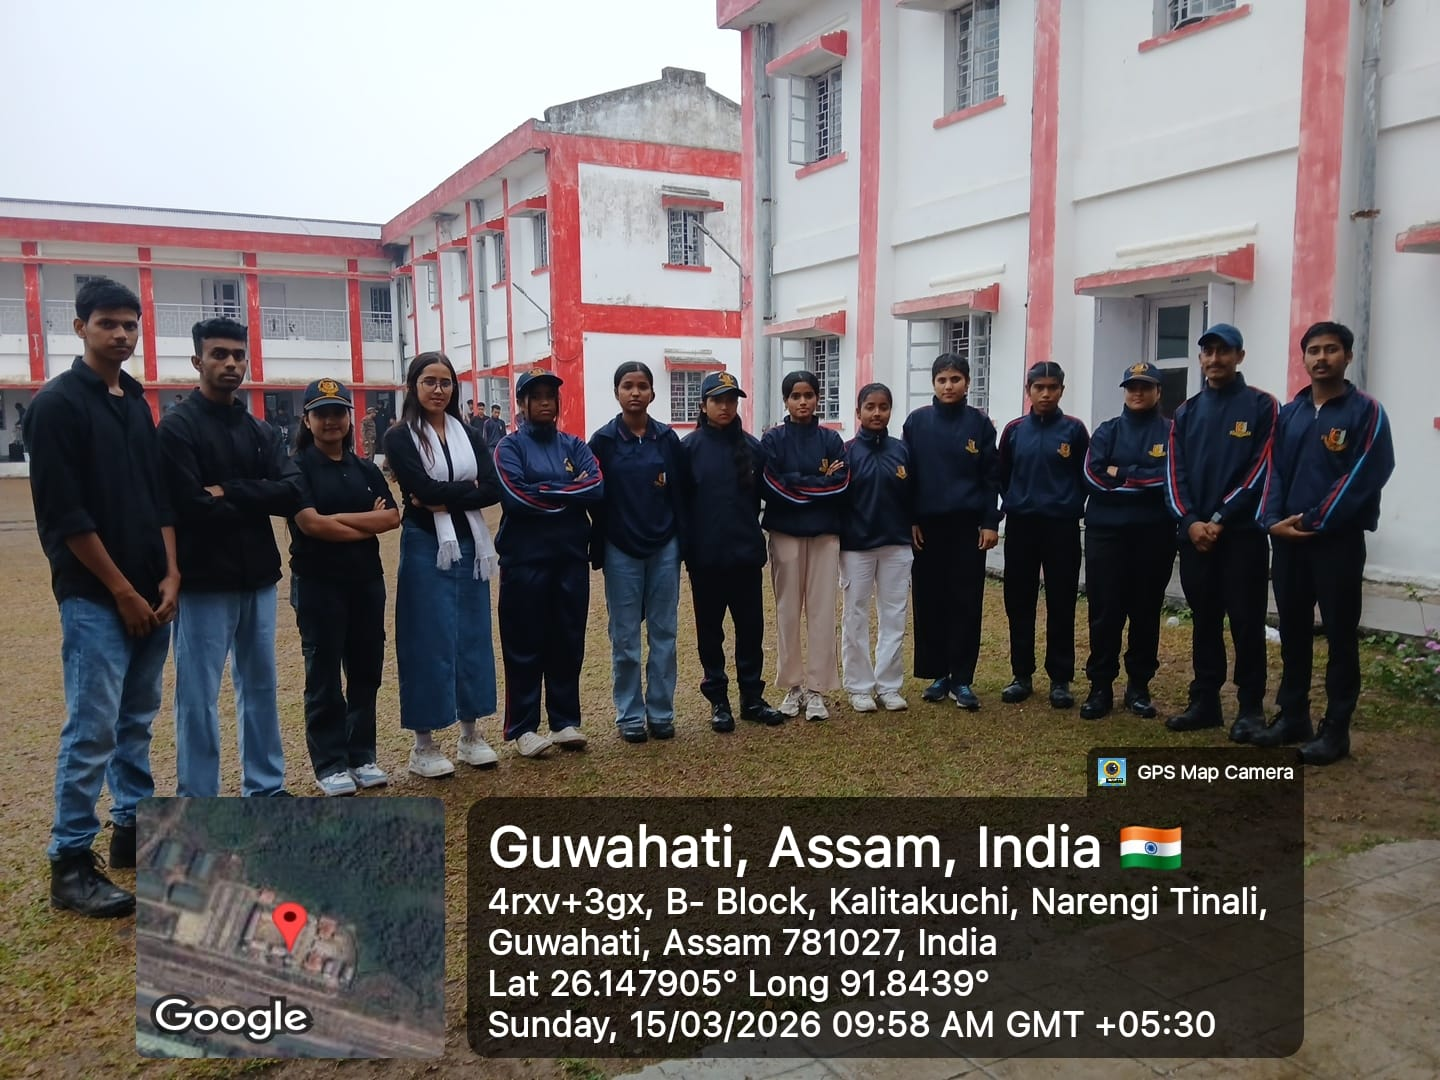 GPS Map Camera
Guwahati, Assam, India
4rxv+3gx, B- Block, Kalitakuchi, Narengi Tinali,
Guwahati, Assam 781027, India
Lat 26.147905° Long 91.8439°
Sunday, 15/03/2026 09:58 AM GMT +05:30
Google